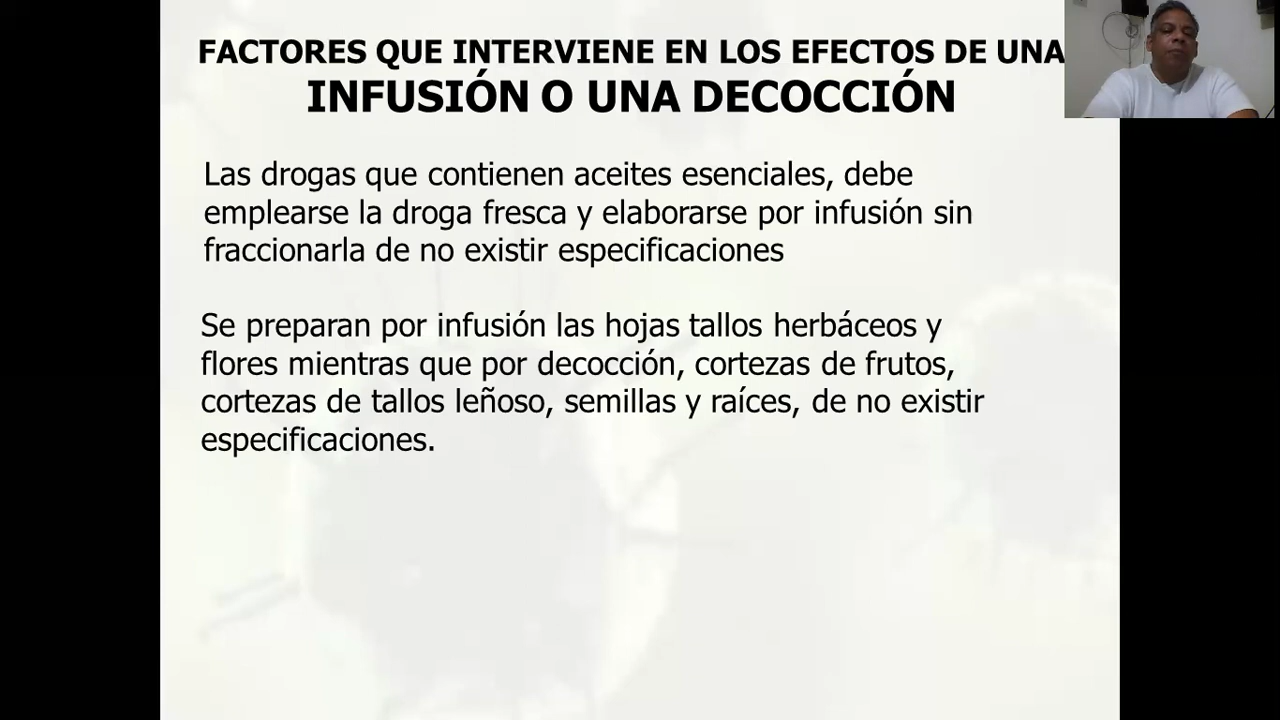 FACTORES QUE INTERVIENE EN LOS EFECTOS DE UNA
INFUSIÓN O UNA DECOCCIÓN
Las drogas que contienen aceites esenciales, debe
emplearse la droga fresca y elaborarse por infusión sin
fraccionarla de no existir especificaciones
Se preparan por infusión las hojas tallos herbáceos y
flores mientras que por decocción, cortezas de frutos,
cortezas de tallos leñoso, semillas y raíces, de no existir
especificaciones.